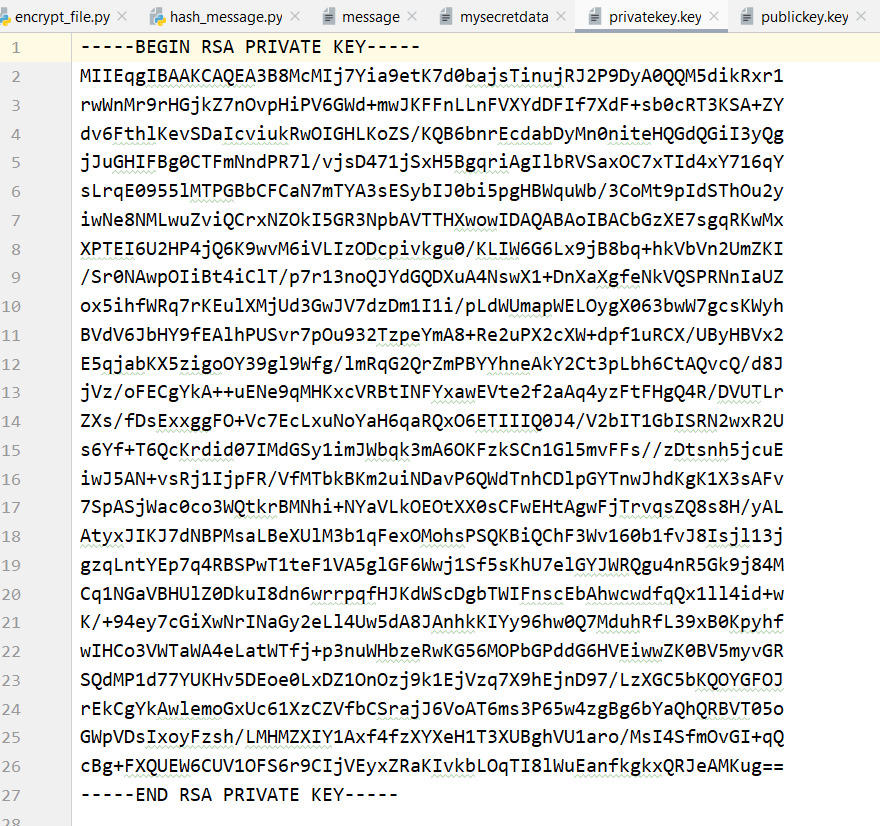 encrypt_file.py hash_message.py message mysecretdata privatekey.key publickey.key
1 -----BEGIN RSA PRIVATE KEY-----
2 MIIEqgIBAAKCAQEA3B8McMIj7Yia9etK7d0bajsTinujRJ2P9DyA0QQM5dikRxr1
3 rwWnMr9rHGjkZ7nOvpHiPV6GWd+mwJKFFnLLnFVXYdDFIf7XdF+sb0cRT3KSA+ZY
4 dv6FthlKevSDaIcviukRwOIGHLKoZS/KQB6bnrEcdabDyMn0niteHQGdQGiI3yQg
5 jJuGHIFBg0CTFmNndPR7l/vjsD471jSxH5BgqriAgIlbRVSaxOC7xTId4xY716qY
6 sLrqE0955lMTPGBbCFCaN7mTYA3sESybIJ0bi5pgHBWquWb/3CoMt9pIdSThOu2y
7 iwNe8NMLwuZviQCrxNZOkI5GR3NpbAVTTHXwowIDAQABAoIBACbGzXE7sgqRKwMx
8 XPTEI6U2HP4jQ6K9wvM6iVLIzODcpivkgu0/KLIW6G6Lx9jB8bq+hkVbVn2UmZKI
9 /Sr0NAwpOIiBt4iClT/p7r13noQJYdGQDXuA4NswX1+DnXaXgfeNkVQSPRNnIaUZ
10 ox5ihfWRq7rKEulXMjUd3GwJV7dzDm1I1i/pLdWUmapWELOygX063bwW7gcsKWyh
11 BVdV6JbHY9fEAlhPUSvr7pOu932TzpeYmA8+Re2uPX2cXW+dpf1uRCX/UByHBVx2
12 E5qjabKX5zigoOY39gl9Wfg/lmRqG2QrZmPBYYhneAkY2Ct3pLbh6CtAQvcQ/d8J
13 jVz/oFECgYkA++uENe9qMHKxcVRBtINFYxawEVte2f2aAq4yzFtFHgQ4R/DVUTLr
14 ZXs/fDsExxggFO+Vc7EcLxuNoYaH6qaRQxO6ETIIIQ0J4/V2bIT1GbISRN2wxR2U
15 s6Yf+T6QcKrdid07IMdGSy1imJWbqk3mA6OKFzkSCn1Gl5mvFFs//zDtsnh5jcuE
16 iwJ5AN+vsRj1IjpFR/VfMTbkBKm2uiNDavP6QWdTnhCDlpGYTnwJhdKgK1X3sAFv
17 7SpASjWac0co3WQtkrBMNhi+NYaVLkOEOtXX0sCFwEHtAgwFjTrvqsZQ8s8H/yAL
18 AtyxJIKJ7dNBPMsaLBeXUlM3b1qFexOMohsPSQKBiQChF3Wv160b1fvJ8Isjl13j
19 gzqLntYEp7q4RBSPwT1teF1VA5glGF6Wwj1Sf5sKhU7elGYJWRQgu4nR5Gk9j84M
20 Cq1NGaVBHUlZ0DkuI8dn6wrrpqfHJKdWScDgbTWIFnscEbAhwcwdfqQx1ll4id+w
21 K/+94ey7cGiXwNrINaGy2eLl4Uw5dA8JAnhkKIYy96hw0Q7MduhRfL39xB0Kpyhf
22 wIHCo3VWTaWA4eLatWTfj+p3nuWHbzeRwKG56MOPbGPddG6HVEiwwZK0BV5myvGR
23 SQdMP1d77YUKHv5DEoe0LxDZ1OnOzj9k1EjVzq7X9hEjnD97/LzXGC5bKQOYGFOJ
24 rEkCgYkAwlemoGxUc61XzCZVfbCSrajJ6VoAT6ms3P65w4zgBg6bYaQhQRBVT05o
25 GWpVDsIxoyFzsh/LMHMZXIY1Axf4fzXYXeH1T3XUBghVU1aro/MsI4SfmOvGI+qQ
26 cBg+FXQUEW6CUV1OFS6r9CIjVEyxZRaKIvkbLOqTI8lWuEanfkgkxQRJeAMKug==
27 -----END RSA PRIVATE KEY-----
28